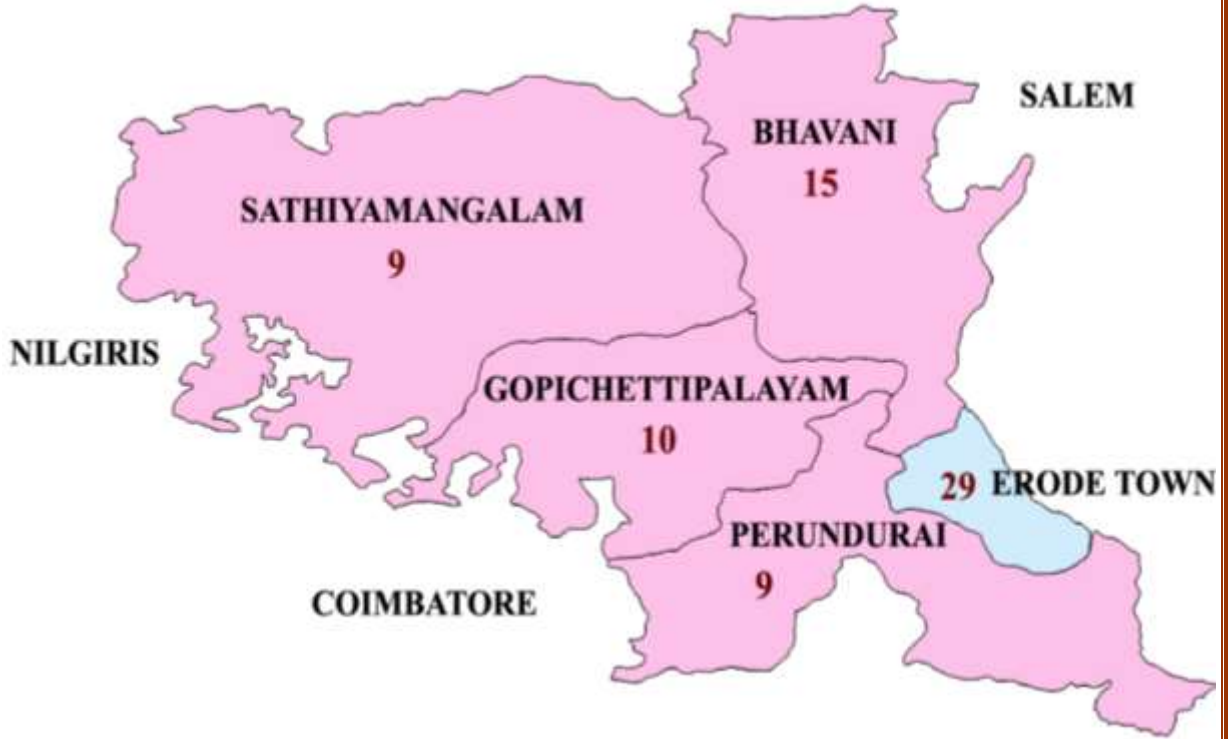 SALEM
BHAVANI
15
SATHIYAMANGALAM
9
NILGIRIS
GOPICHETTIPALAYAM
10
29 ERODE TOWN
PERUNDURAI
9
COIMBATORE